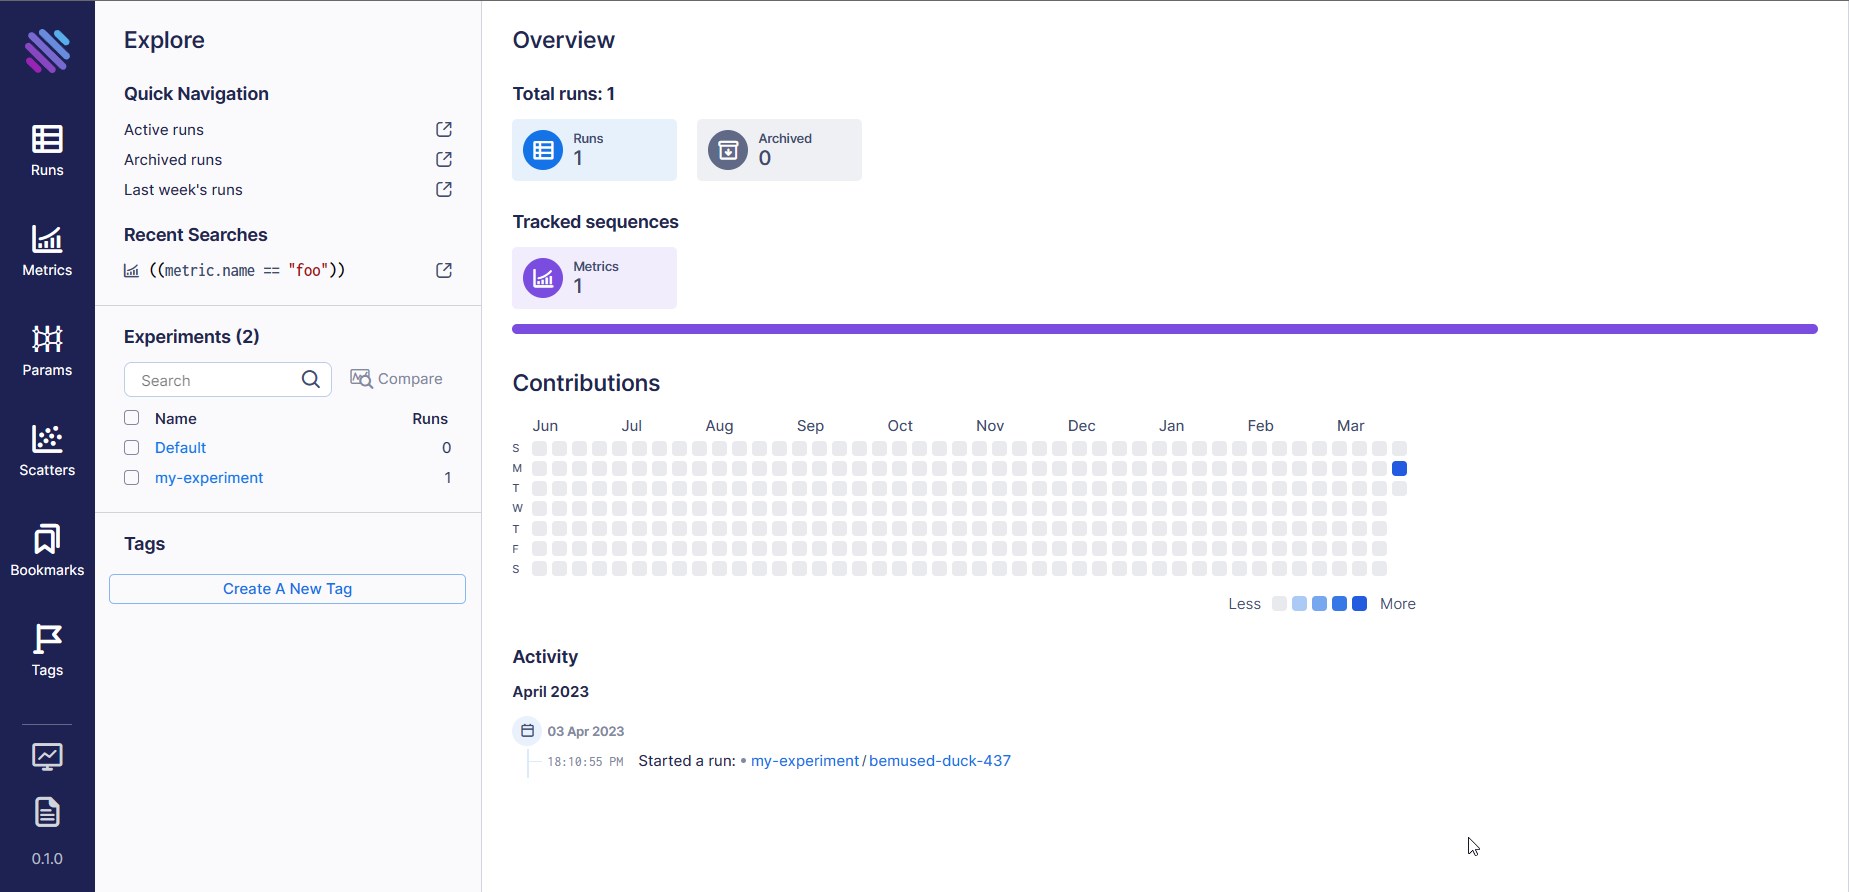 Runs
Metrics
Params
Scatters
Bookmarks
Tags
0.1.0
Explore
Quick Navigation
Active runs
Archived runs
Last week's runs
Recent Searches
((metric.name == "foo"))
Experiments (2)
Search
Compare
Name Runs
Default 0
my-experiment 1
Tags
Create A New Tag
Overview
Total runs: 1
Runs
1
Archived
0
Tracked sequences
Metrics
1
Contributions
Jun Jul Aug Sep Oct Nov Dec Jan Feb Mar
S
M
T
W
T
F
S
Less More
Activity
April 2023
03 Apr 2023
18:10:55 PM Started a run: • my-experiment/bemused-duck-437